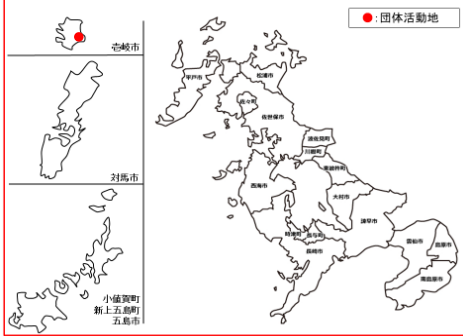 ●:団体活動地
壱岐市
対馬市
小値賀町
新上五島町
五島市
平戸市
松浦市
佐々町
佐世保市
波佐見町
川棚町
東彼杵町
西海市
大村市
時津町
長与町
諫早市
長崎市
雲仙市
島原市
南島原市